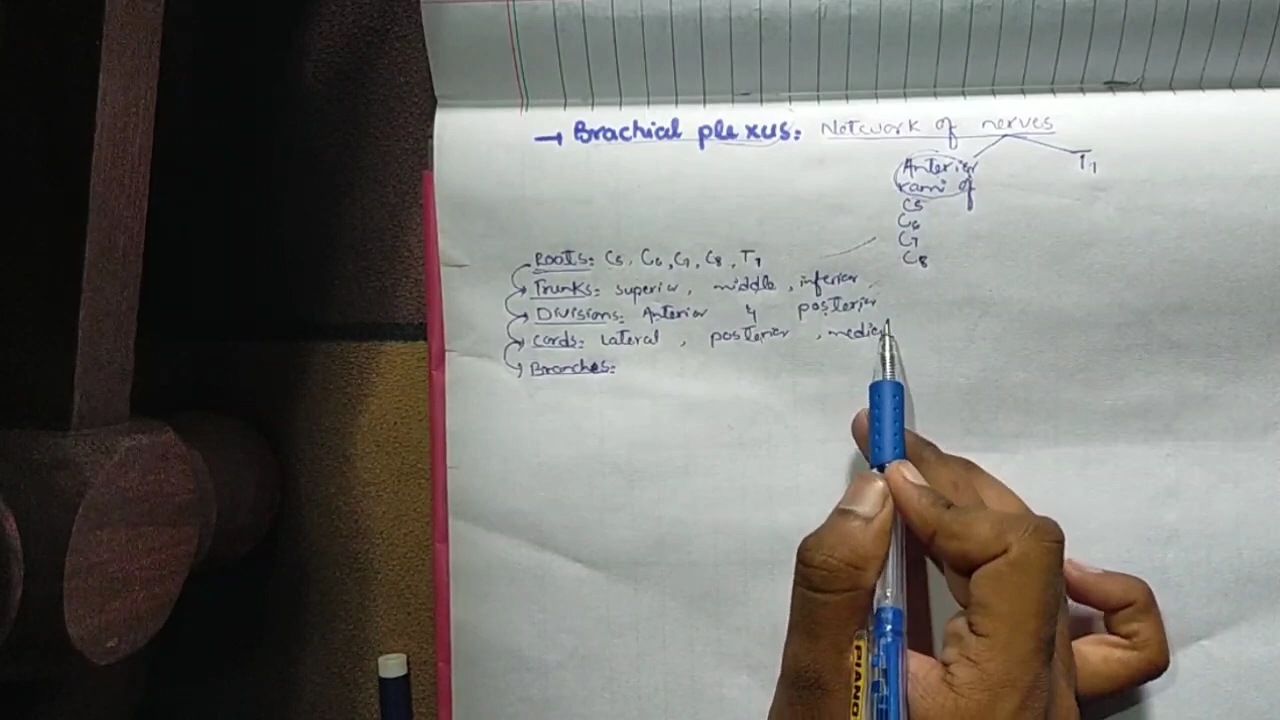 → Brachial plexus: Network of nerves
Anterior T1
rami of
C5
C6
C7
C8
Roots: C5, C6, C7, C8, T1
Trunks: superior, middle, inferior
Divisions: Anterior & posterior
Cords: Lateral, posterior, medial
Branches:
PIANO